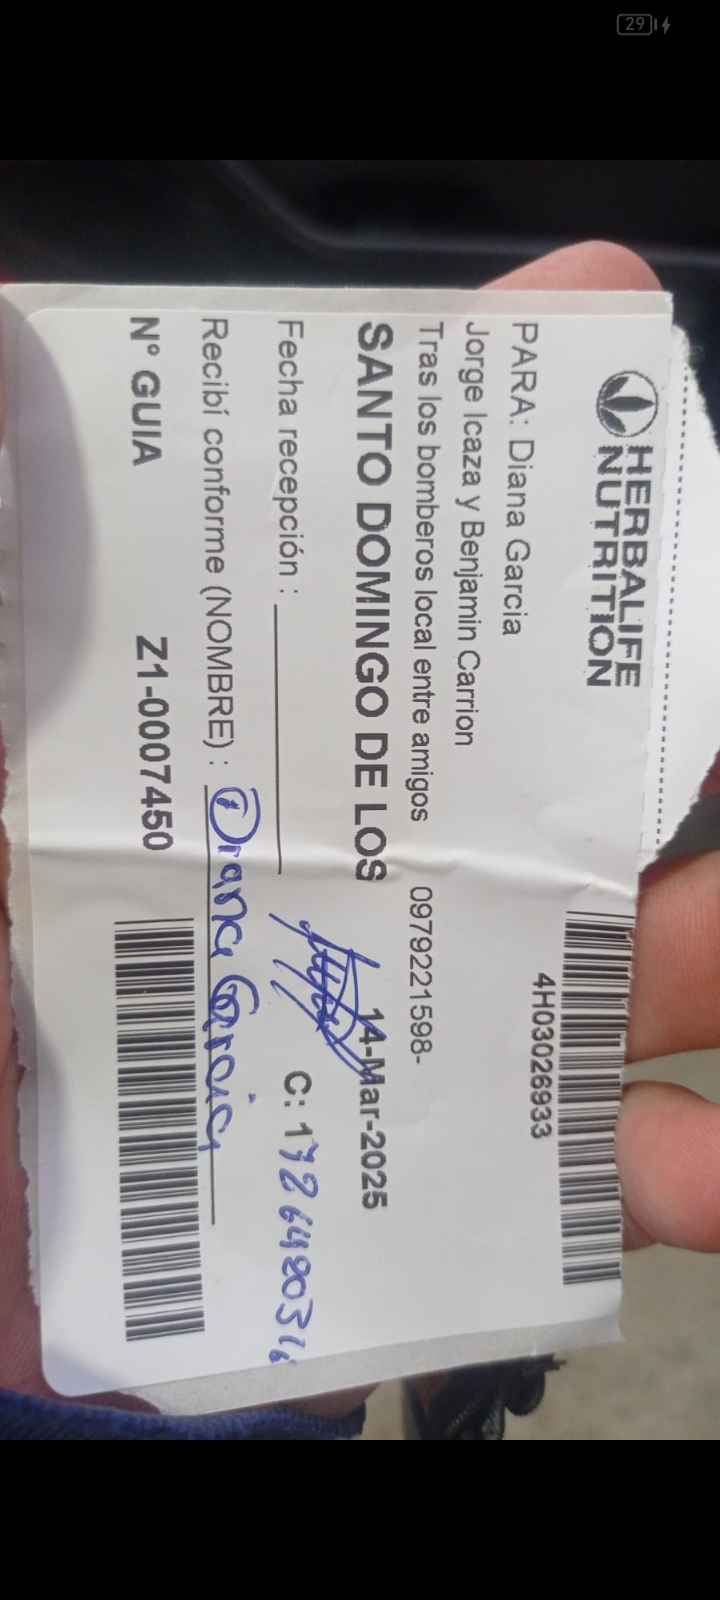 29
HERBALIFE
NUTRITION
4H03026933
PARA: Diana Garcia
Jorge Icaza y Benjamin Carrion
Tras los bomberos local entre amigos 0979221598-
SANTO DOMINGO DE LOS 14-Mar-2025
Fecha recepción : C: 1726480316
Recibí conforme (NOMBRE) : Diana Garcia
N° GUIA Z1-0007450